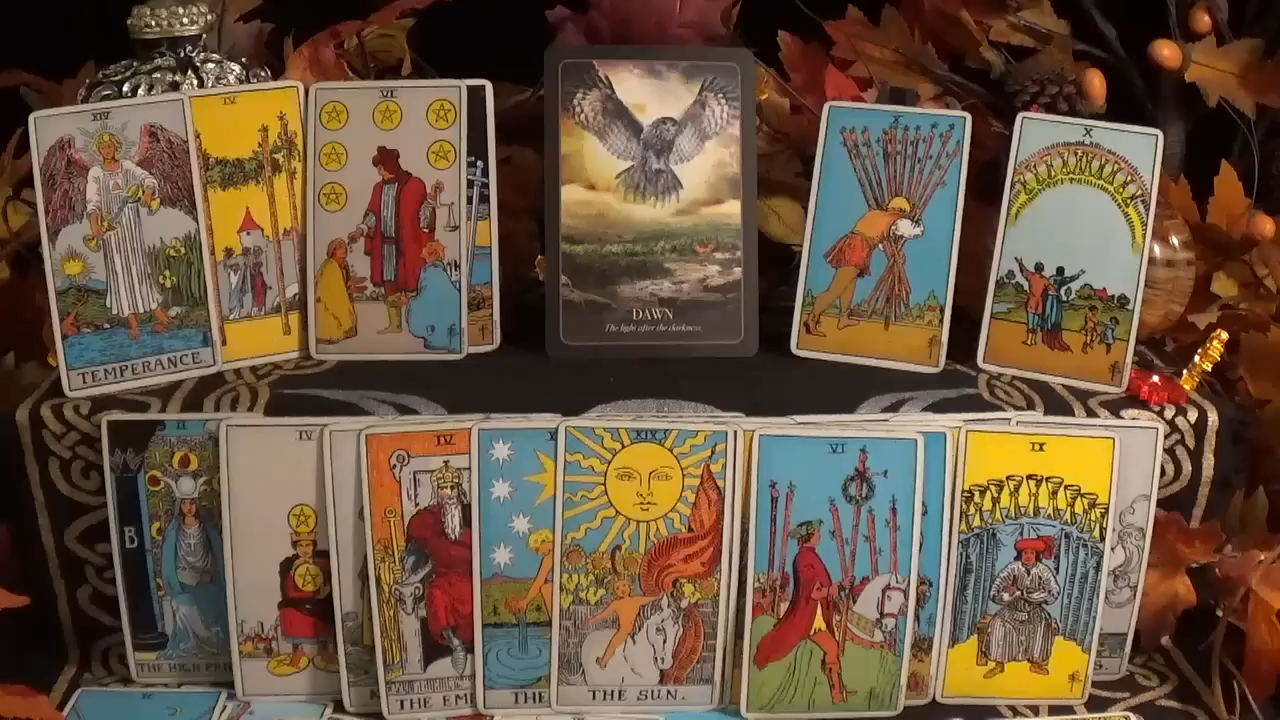 XIV
IV
VI
X
X
TEMPERANCE.
DAWN
The light after the darkness.
II
IV
IV
X
XIX
VI
IX
B
THE HIGH PRI
THE EM
THE
THE SUN.
S.